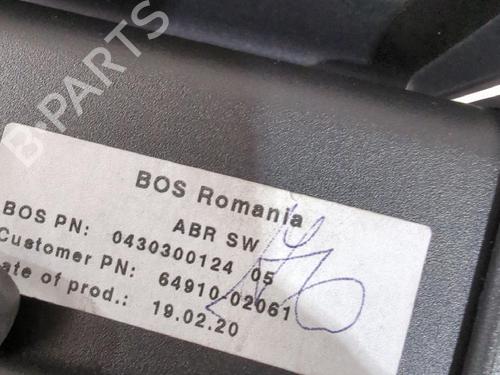 B-PARTS
BOS Romania
ABR SW
BOS PN: 0430300124 05
Customer PN: 64910-02061
ate of prod.: 19.02.20